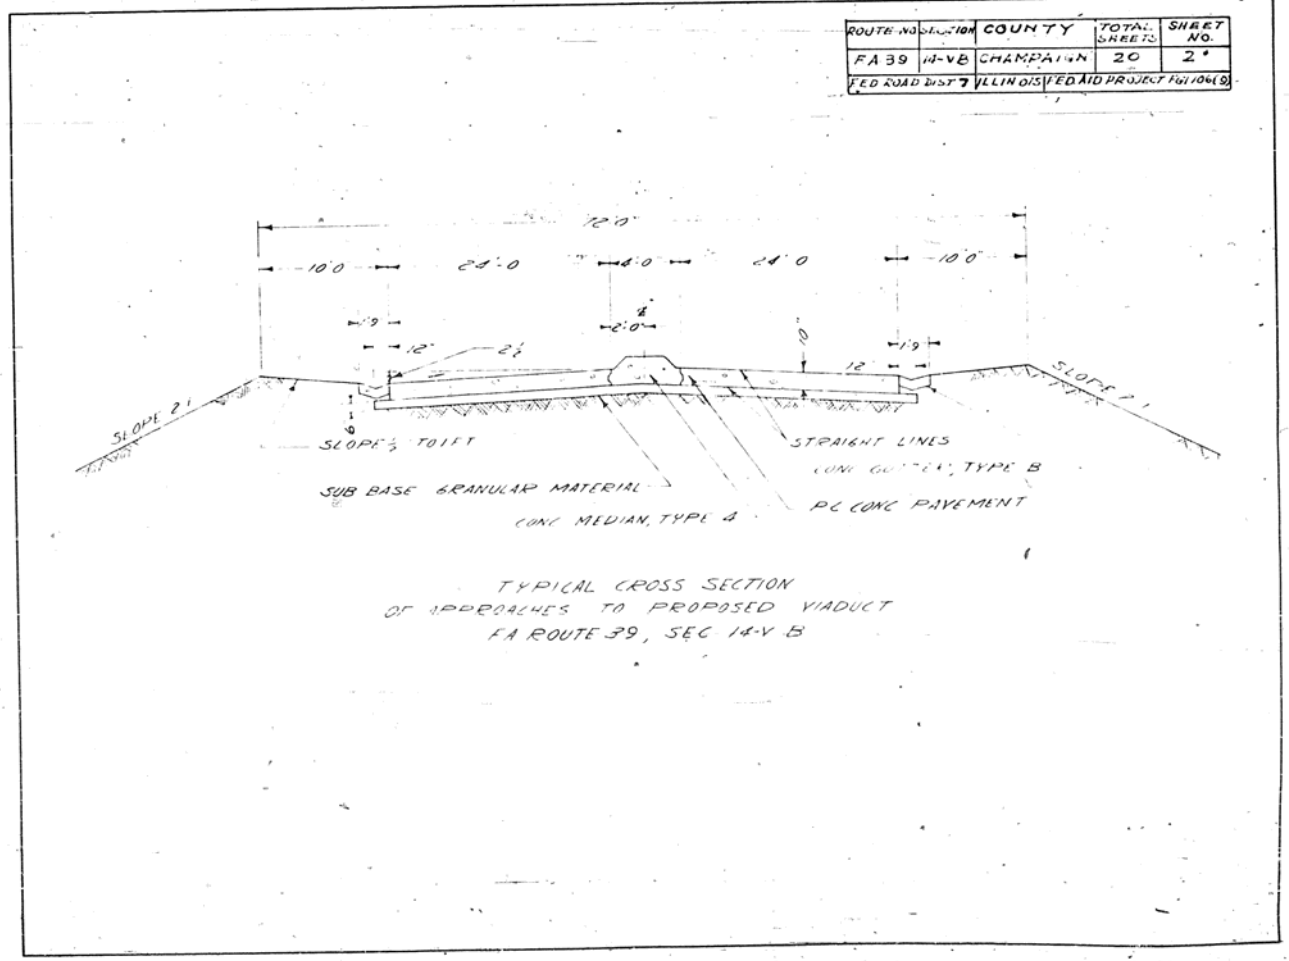 ROUTE NO SECTION COUNTY TOTAL SHEETS SHEET NO.
FA 39 14-VB CHAMPAIGN 20 2
FED ROAD DIST 7 ILLINOIS FED AID PROJECT
72'0"
10'0 24'-0 4'-0 24'-0 10'0"
2'-0"
1'9
12" 2½
10"
1'9
12"
SLOPE 2:1
SLOPE 2:1
SLOPE ½ TO 1FT
STRAIGHT LINES
CONC GUTTER, TYPE B
SUB BASE GRANULAR MATERIAL
PC CONC PAVEMENT
CONC MEDIAN, TYPE 4
TYPICAL CROSS SECTION
OF APPROACHES TO PROPOSED VIADUCT
FA ROUTE 39, SEC 14-V B